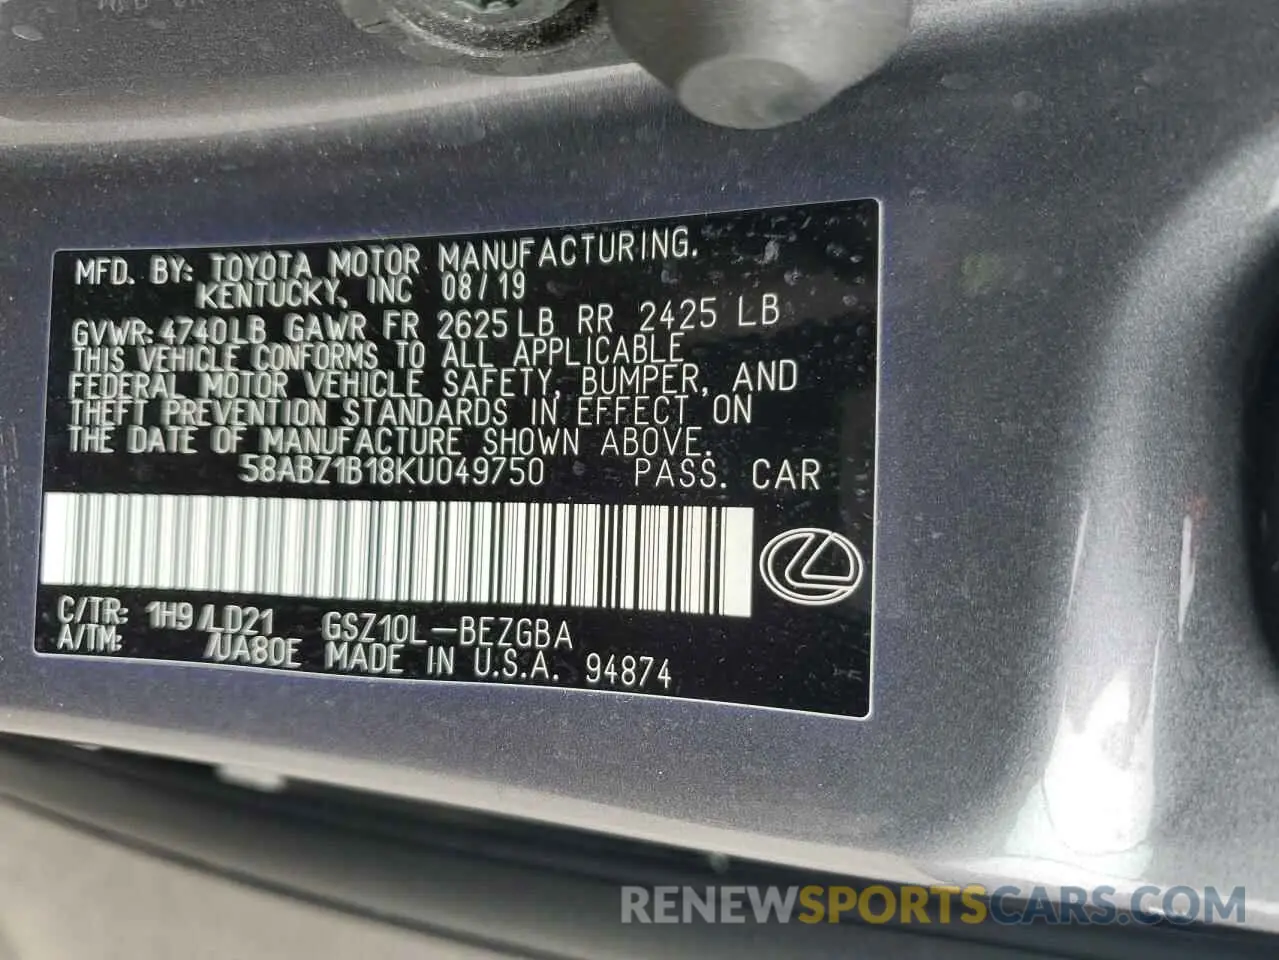 MFD. BY: TOYOTA MOTOR MANUFACTURING.
KENTUCKY, INC 08/19
GVWR:4740LB GAWR FR 2625LB RR 2425 LB
THIS VEHICLE CONFORMS TO ALL APPLICABLE
FEDERAL MOTOR VEHICLE SAFETY, BUMPER, AND
THEFT PREVENTION STANDARDS IN EFFECT ON
THE DATE OF MANUFACTURE SHOWN ABOVE.
58ABZ1B18KU049750 PASS. CAR
C/TR: 1H9/LD21 GSZ10L-BEZGBA
A/TM: /UA80E MADE IN U.S.A. 94874
RENEWSPORTSCARS.COM